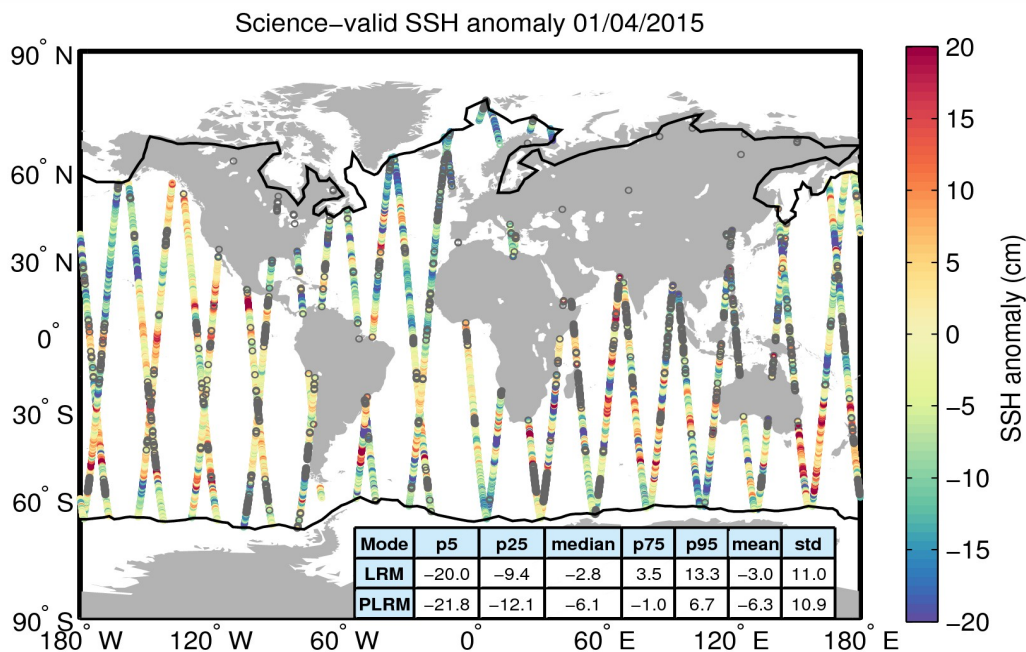 Science−valid SSH anomaly 01/04/2015
90° N
60° N
30° N
0°
30° S
60° S
90° S
180° W
120° W
60° W
0°
60° E
120° E
180° E
Mode p5 p25 median p75 p95 mean std
LRM −20.0 −9.4 −2.8 3.5 13.3 −3.0 11.0
PLRM −21.8 −12.1 −6.1 −1.0 6.7 −6.3 10.9
20
15
10
5
0
−5
−10
−15
−20
SSH anomaly (cm)